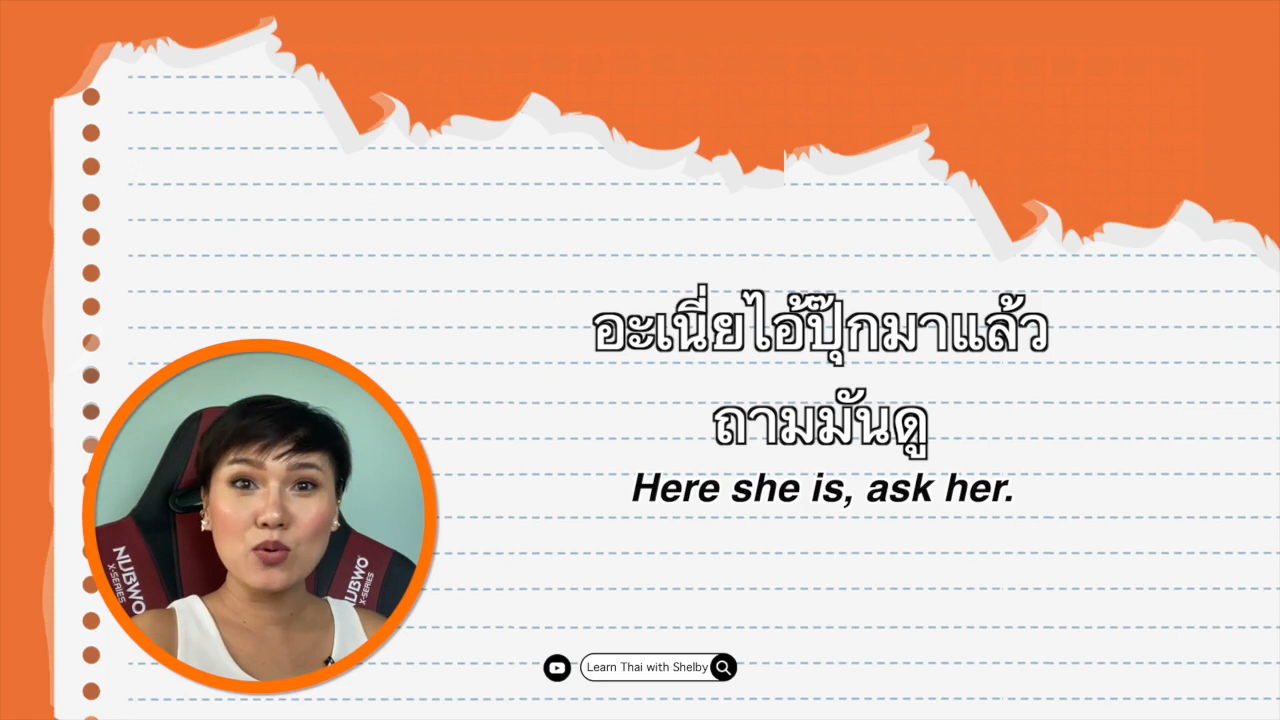 อะเนี่ยไอ้ปุ๊กมาแล้ว
ถามมันดู
Here she is, ask her.
NUBWO
X-SERIES
NUBWO
X-SERIES
Learn Thai with Shelby